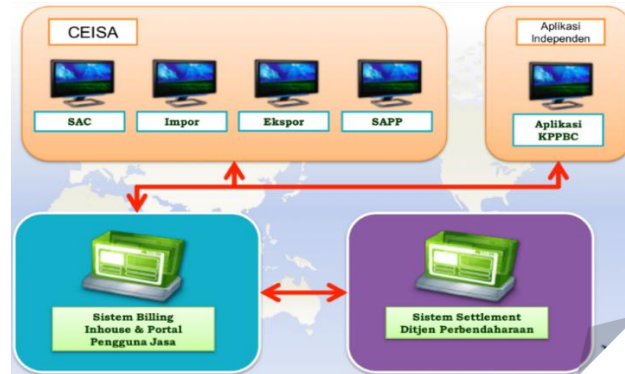 CEISA
SAC
Impor
Ekspor
SAPP
Aplikasi
Independen
Aplikasi
KPPBC
Sistem Billing
Inhouse & Portal
Pengguna Jasa
Sistem Settlement
Ditjen Perbendaharaan